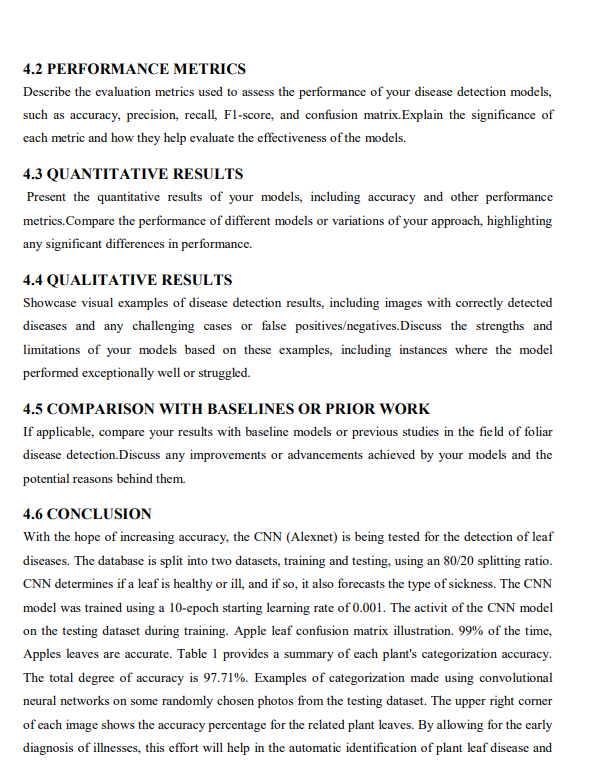 4.2 PERFORMANCE METRICS
Describe the evaluation metrics used to assess the performance of your disease detection models,
such as accuracy, precision, recall, F1-score, and confusion matrix.Explain the significance of
each metric and how they help evaluate the effectiveness of the models.
4.3 QUANTITATIVE RESULTS
Present the quantitative results of your models, including accuracy and other performance
metrics.Compare the performance of different models or variations of your approach, highlighting
any significant differences in performance.
4.4 QUALITATIVE RESULTS
Showcase visual examples of disease detection results, including images with correctly detected
diseases and any challenging cases or false positives/negatives.Discuss the strengths and
limitations of your models based on these examples, including instances where the model
performed exceptionally well or struggled.
4.5 COMPARISON WITH BASELINES OR PRIOR WORK
If applicable, compare your results with baseline models or previous studies in the field of foliar
disease detection.Discuss any improvements or advancements achieved by your models and the
potential reasons behind them.
4.6 CONCLUSION
With the hope of increasing accuracy, the CNN (Alexnet) is being tested for the detection of leaf
diseases. The database is split into two datasets, training and testing, using an 80/20 splitting ratio.
CNN determines if a leaf is healthy or ill, and if so, it also forecasts the type of sickness. The CNN
model was trained using a 10-epoch starting learning rate of 0.001. The activit of the CNN model
on the testing dataset during training. Apple leaf confusion matrix illustration. 99% of the time,
Apples leaves are accurate. Table 1 provides a summary of each plant's categorization accuracy.
The total degree of accuracy is 97.71%. Examples of categorization made using convolutional
neural networks on some randomly chosen photos from the testing dataset. The upper right corner
of each image shows the accuracy percentage for the related plant leaves. By allowing for the early
diagnosis of illnesses, this effort will help in the automatic identification of plant leaf disease and